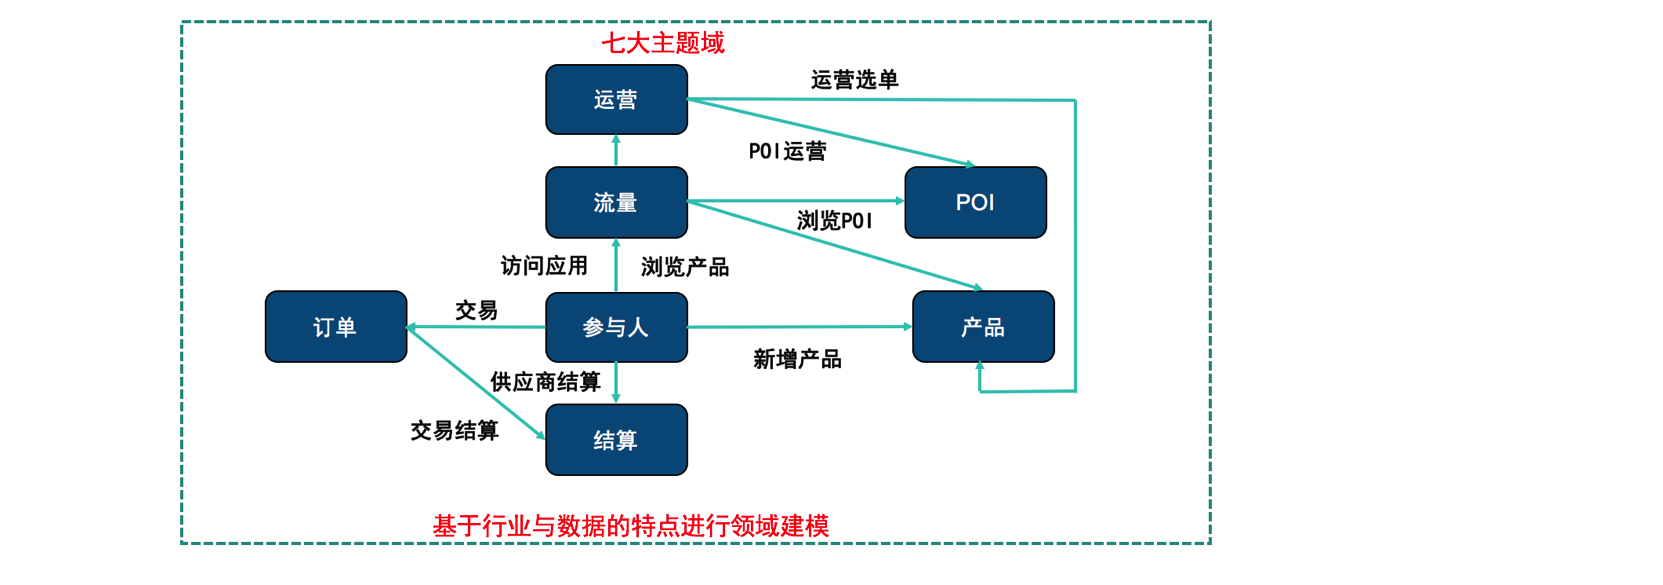 七大主题域
运营选单
运营
POI运营
流量
POI
浏览POI
访问应用
浏览产品
交易
订单
参与人
产品
新增产品
供应商结算
交易结算
结算
基于行业与数据的特点进行领域建模